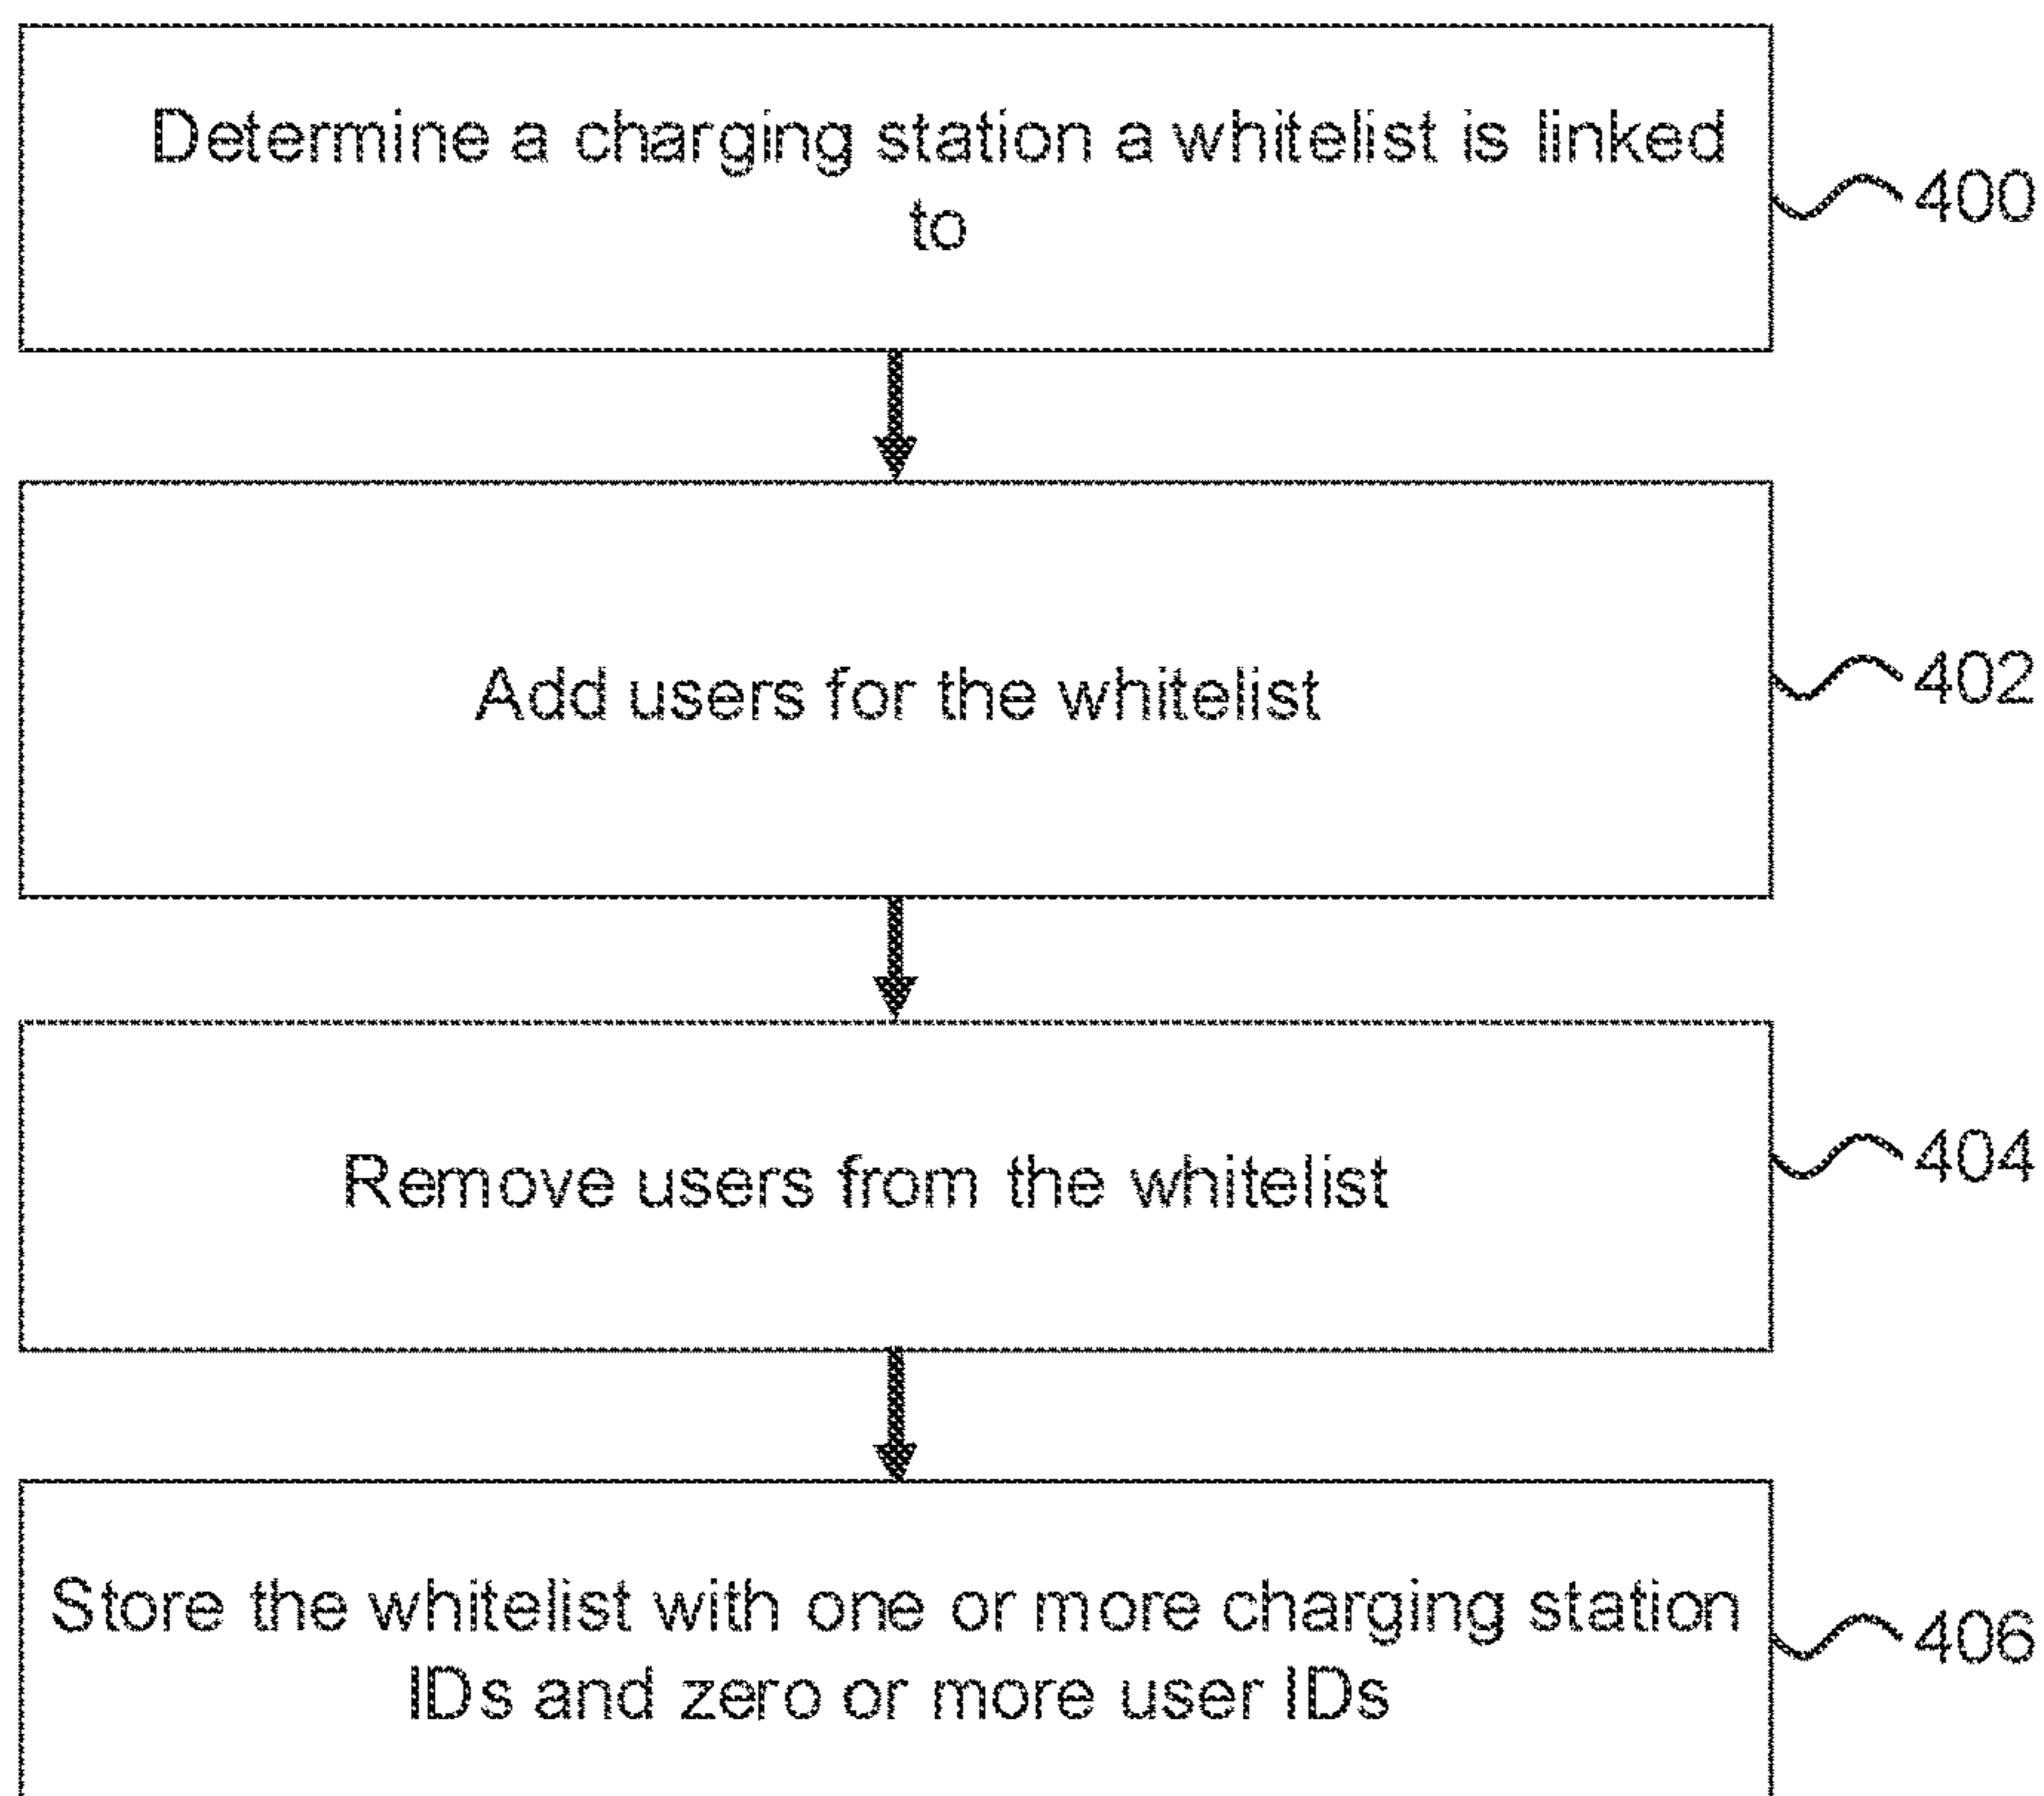 Determine a charging station a whitelist is linked
to
400
Add users for the whitelist
402
Remove users from the whitelist
404
Store the whitelist with one or more charging station
IDs and zero or more user IDs
406